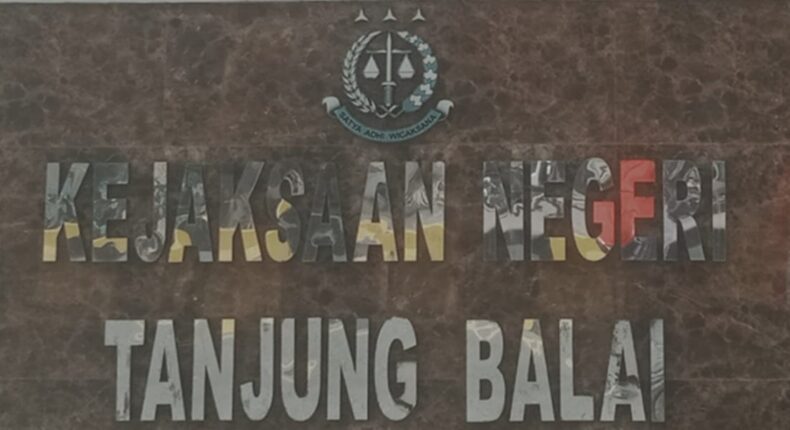 SATYA ADHI WICAKSANA
KEJAKSAAN NEGERI
TANJUNG BALAI